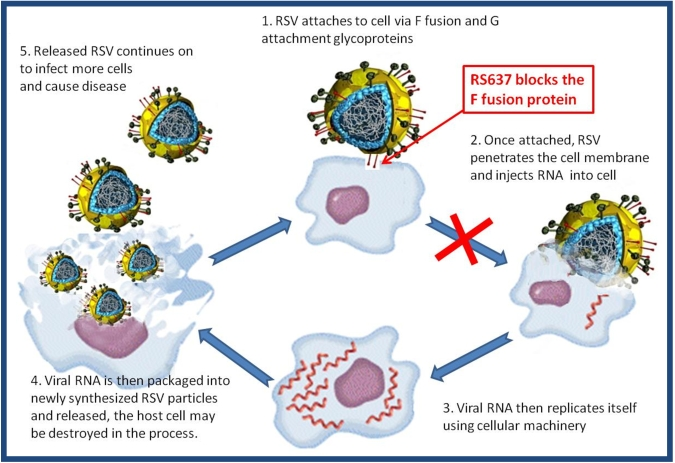 1. RSV attaches to cell via F fusion and G
attachment glycoproteins
RS637 blocks the
F fusion protein
2. Once attached, RSV
penetrates the cell membrane
and injects RNA into cell
3. Viral RNA then replicates itself
using cellular machinery
4. Viral RNA is then packaged into
newly synthesized RSV particles
and released, the host cell may
be destroyed in the process.
5. Released RSV continues on
to infect more cells
and cause disease